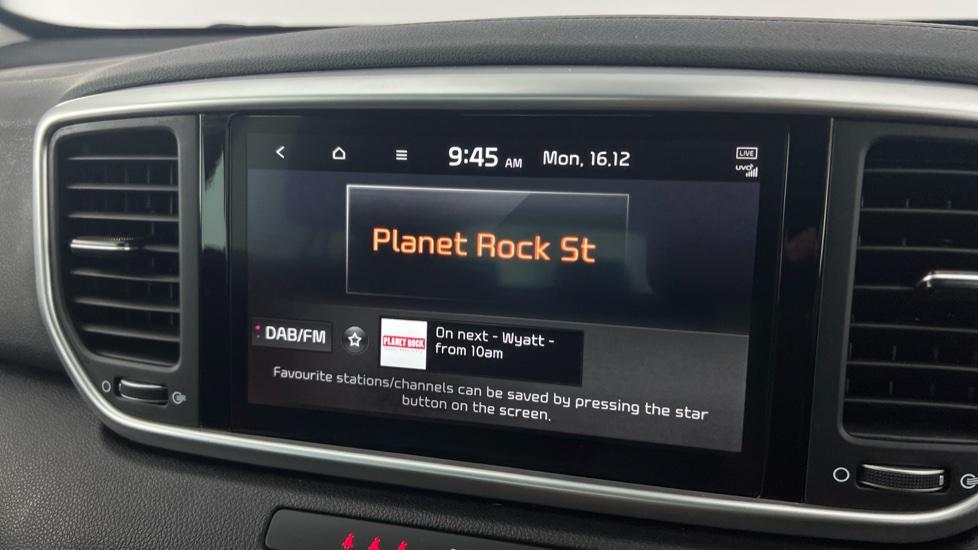 9:45 AM Mon, 16.12
LIVE
UVO
Planet Rock St
DAB/FM
PLANET ROCK
On next - Wyatt -
from 10am
Favourite stations/channels can be saved by pressing the star
button on the screen.